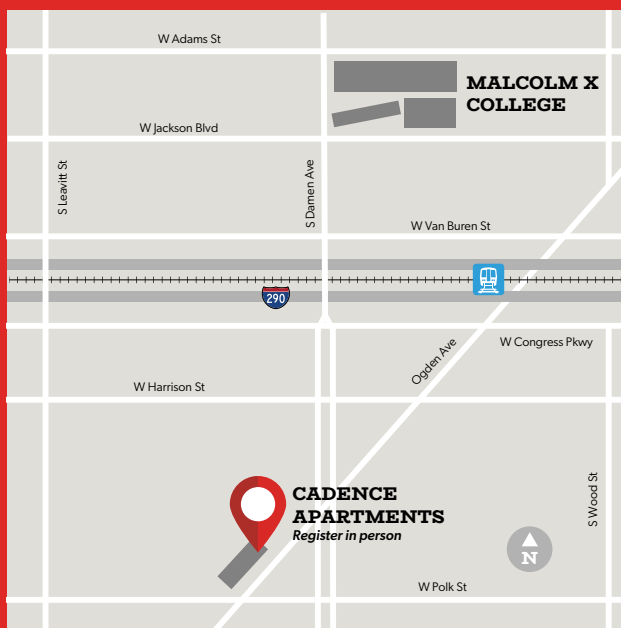 W Adams St
MALCOLM X
COLLEGE
W Jackson Blvd
S Leavitt St
S Damen Ave
W Van Buren St
290
Ogden Ave
W Congress Pkwy
W Harrison St
S Wood St
CADENCE
APARTMENTS
Register in person
N
W Polk St